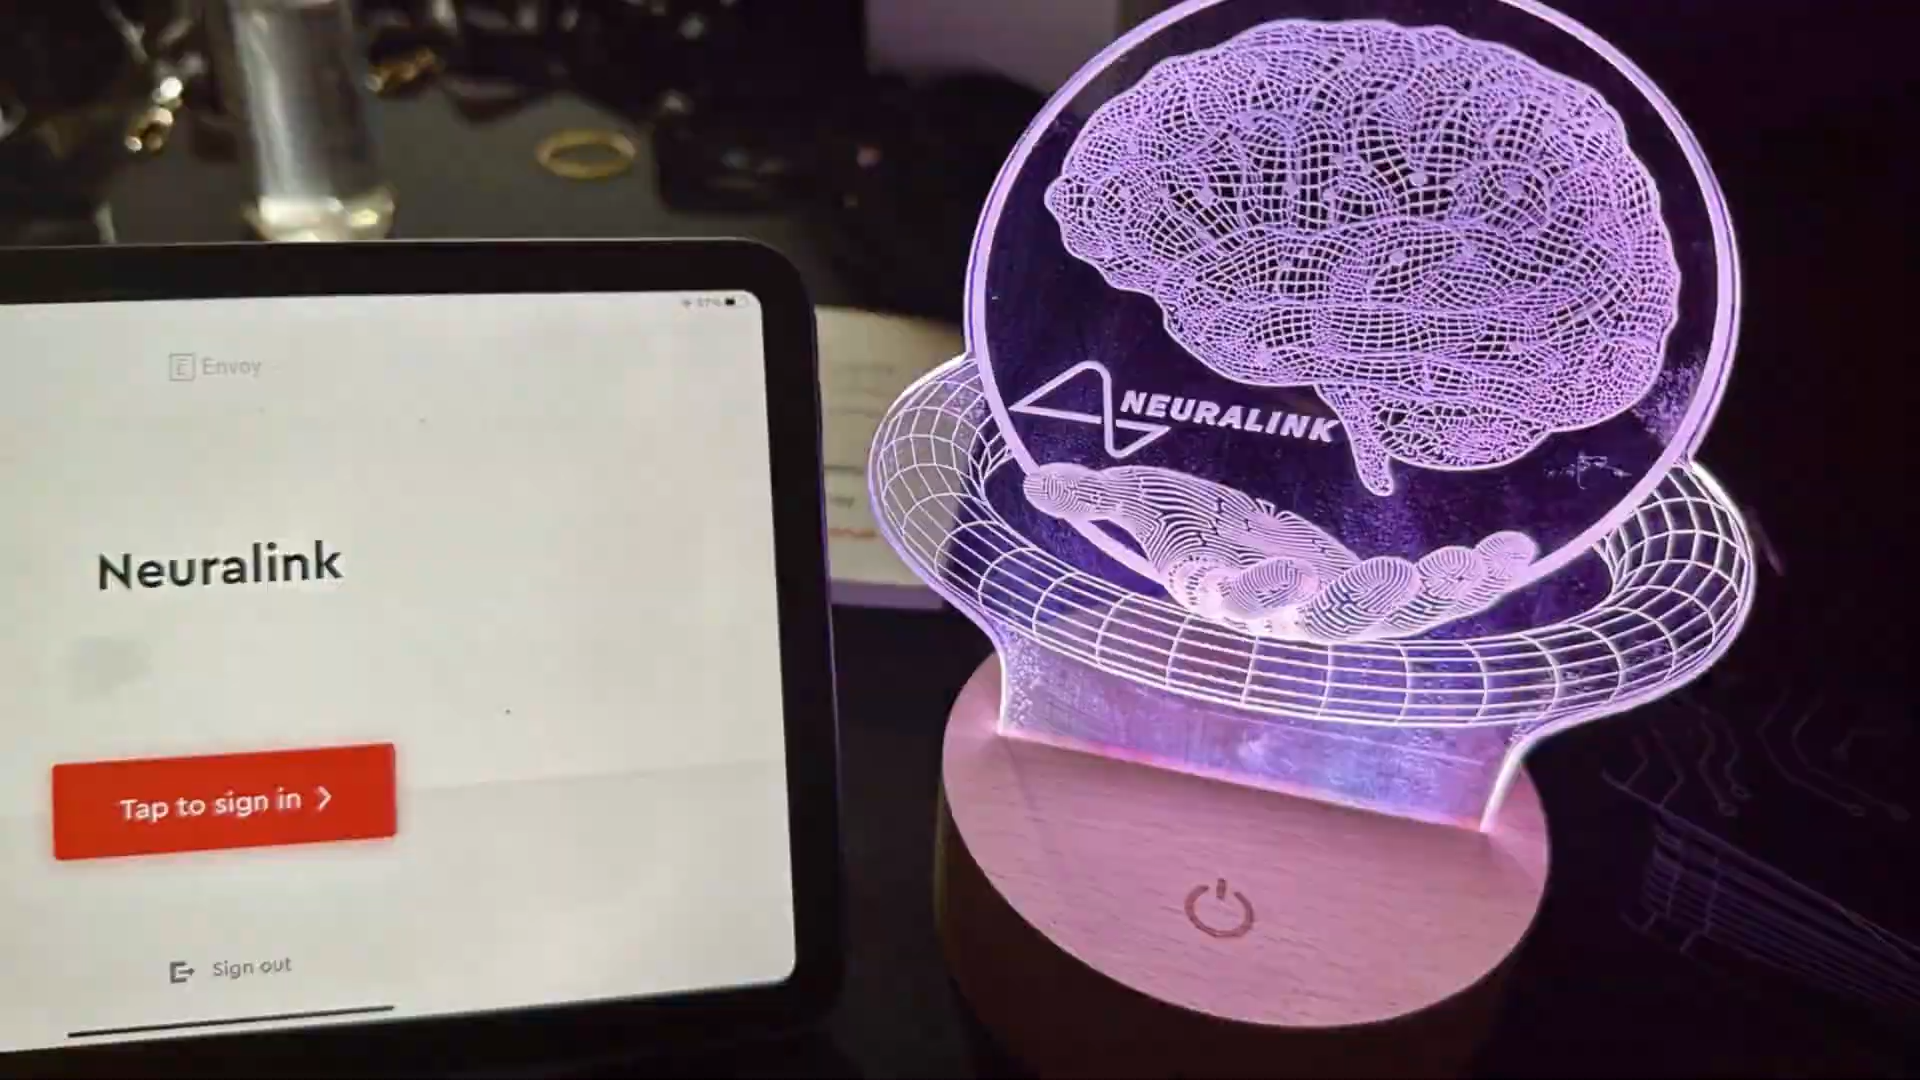 Envoy
Neuralink
Tap to sign in
Sign out
NEURALINK